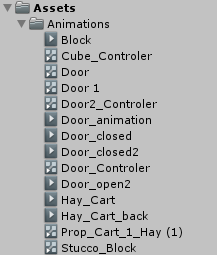 Assets
Animations
Block
Cube_Controler
Door
Door 1
Door2_Controler
Door_animation
Door_closed
Door_closed2
Door_Controler
Door_open2
Hay_Cart
Hay_Cart_back
Prop_Cart_1_Hay (1)
Stucco_Block